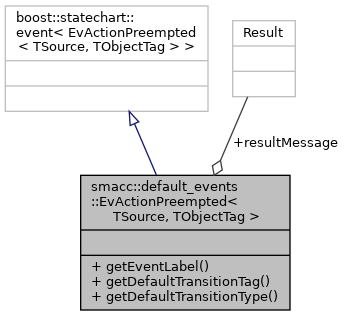 boost::statechart::
event< EvActionPreempted
< TSource, TObjectTag > >
Result
+resultMessage
smacc::default_events
::EvActionPreempted<
TSource, TObjectTag >
+ getEventLabel()
+ getDefaultTransitionTag()
+ getDefaultTransitionType()